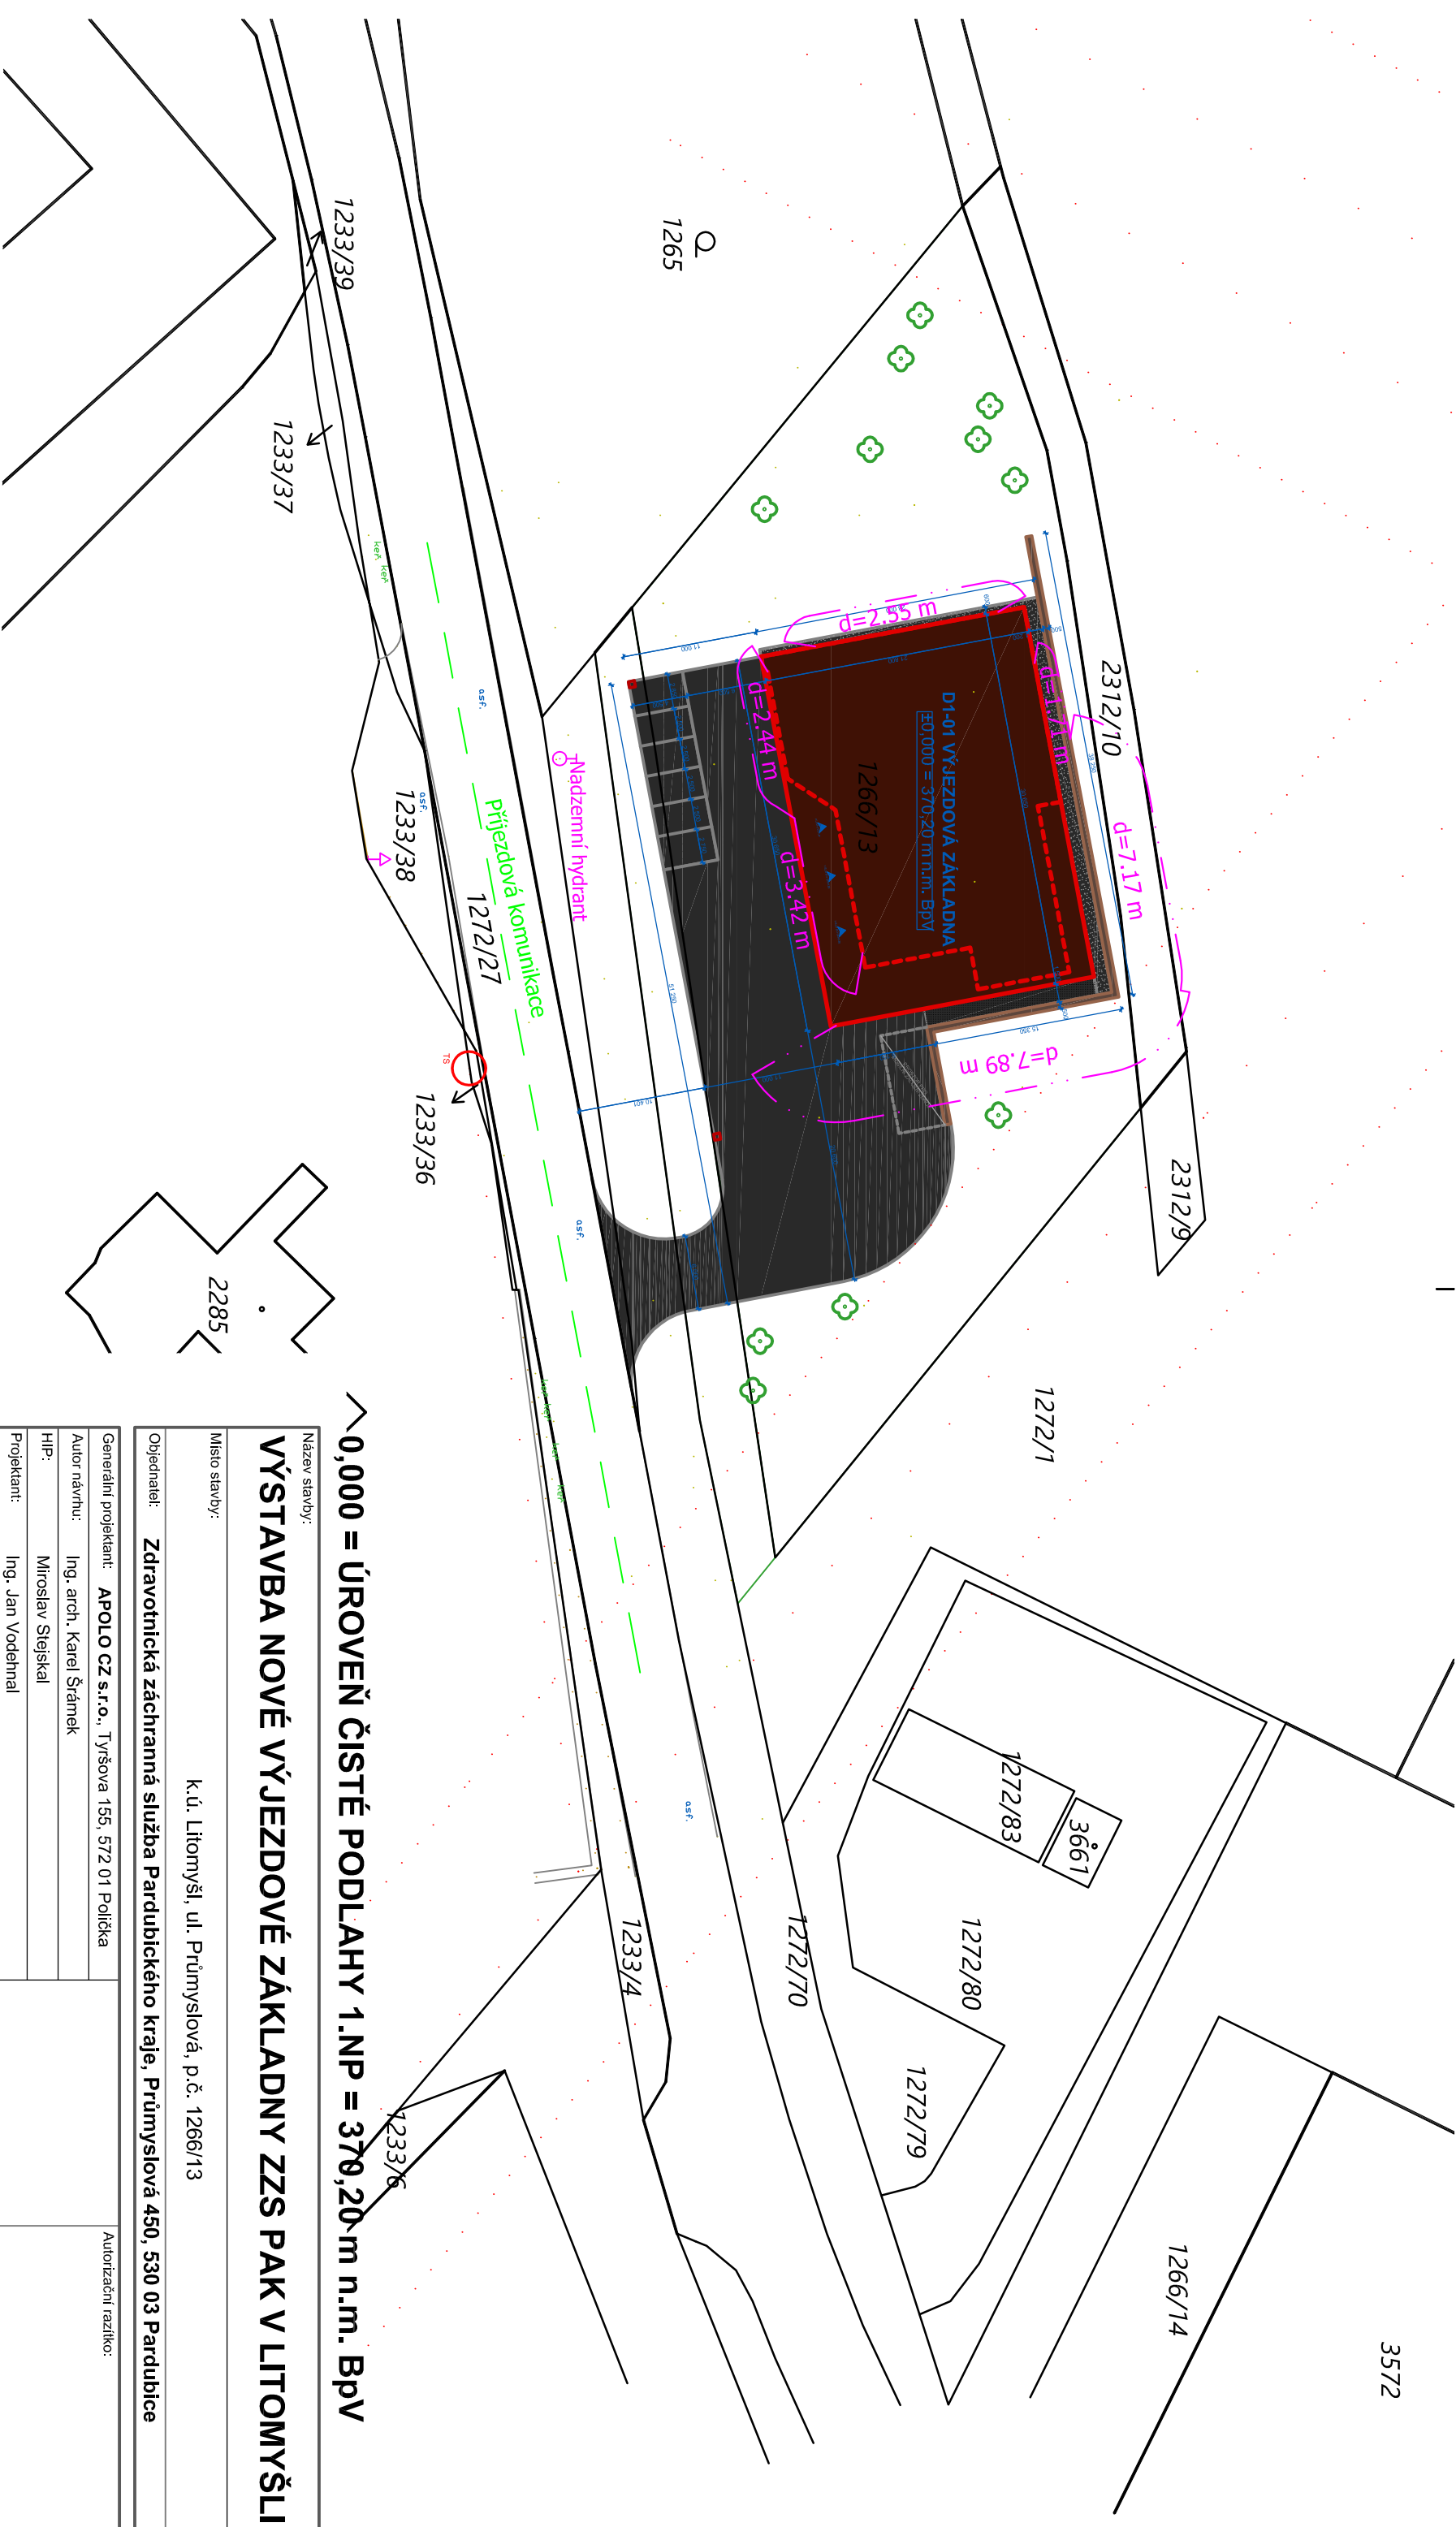 1265
1233/39
1233/37
keř
keř
asf.
2312/10
D1-01 VÝJEZDOVÁ ZÁKLADNA
±0,000 = 370,20 m n.m. BpV
1266/13
d=2.55 m
d=2.44 m
d=3.42 m
d=7.17 m
d=7.89 m
Nadzemní hydrant
Příjezdová komunikace
asf.
1233/38
1272/27
TS
1233/36
2312/9
asf.
2285
1272/1
1272/83
3661
asf.
1233/4
1272/70
1272/80
1272/79
1233/6
1266/14
3572
0,000 = ÚROVEŇ ČISTÉ PODLAHY 1.NP = 370,20 m n.m. BpV
Název stavby:
VÝSTAVBA NOVÉ VÝJEZDOVÉ ZÁKLADNY ZZS PAK V LITOMYŠLI
Místo stavby:
k.ú. Litomyšl, ul. Průmyslová, p.č. 1266/13
Objednatel: Zdravotnická záchranná služba Pardubického kraje, Průmyslová 450, 530 03 Pardubice
Generální projektant: APOLO CZ s.r.o., Tyršova 155, 572 01 Polička
Autorizační razítko:
Autor návrhu: Ing. arch. Karel Šrámek
HIP: Miroslav Stejskal
Projektant: Ing. Jan Vodehnal